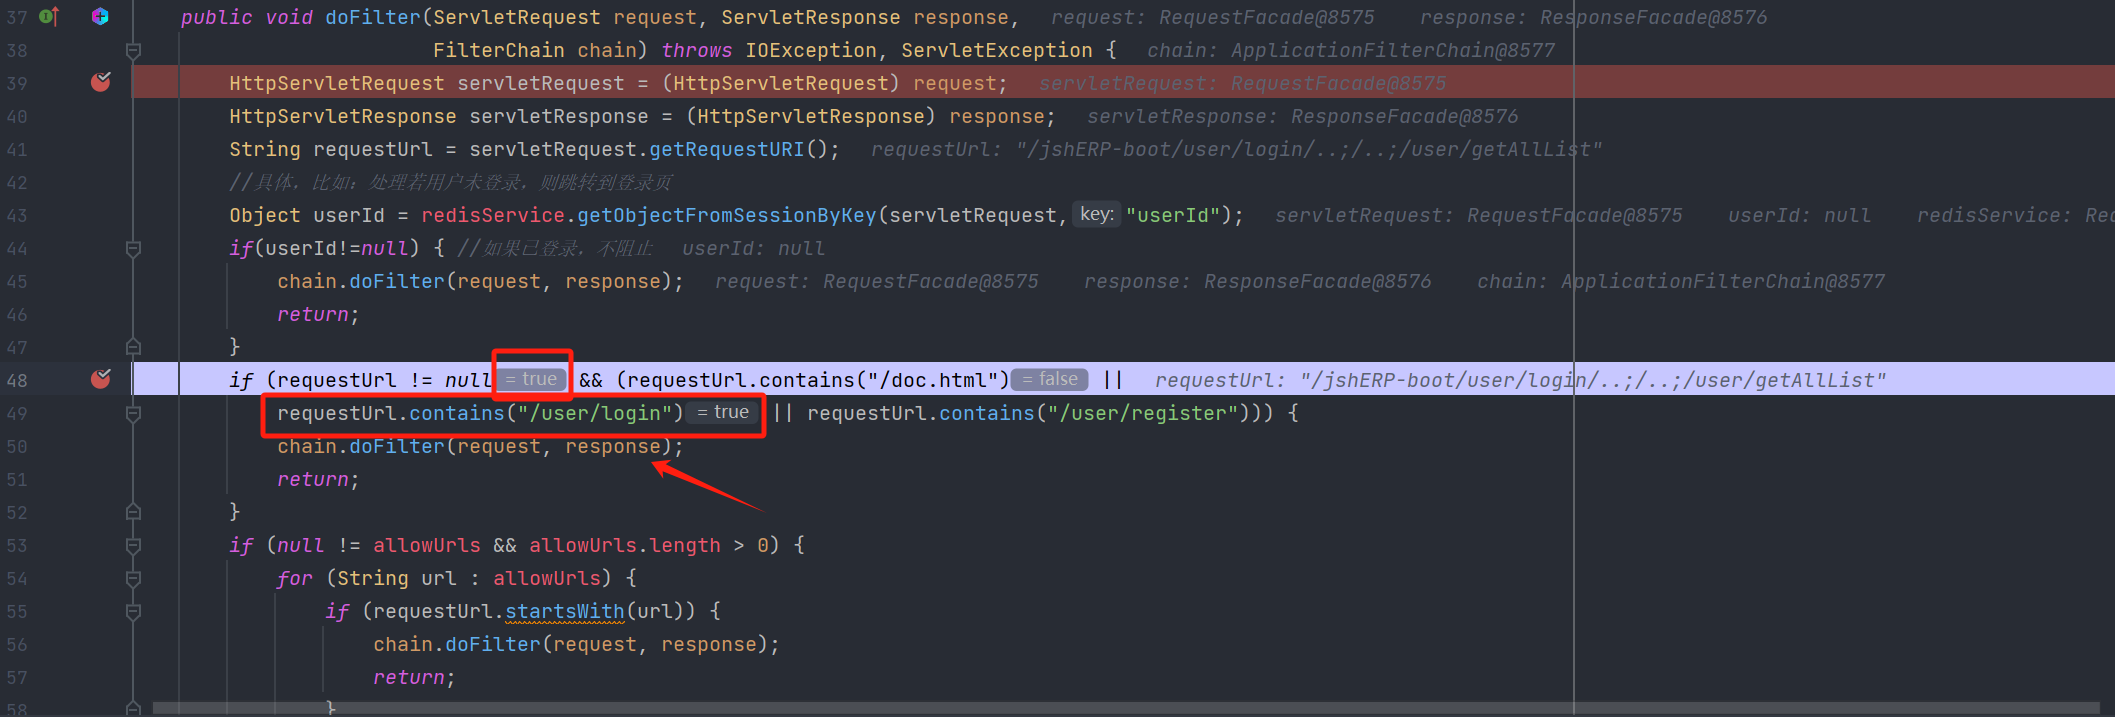 37 public void doFilter(ServletRequest request, ServletResponse response, request: RequestFacade@8575 response: ResponseFacade@8576
38 FilterChain chain) throws IOException, ServletException { chain: ApplicationFilterChain@8577
39 HttpServletRequest servletRequest = (HttpServletRequest) request; servletRequest: RequestFacade@8575
40 HttpServletResponse servletResponse = (HttpServletResponse) response; servletResponse: ResponseFacade@8576
41 String requestUrl = servletRequest.getRequestURI(); requestUrl: "/jshERP-boot/user/login/..;/..;/user/getAllList"
42 //具体，比如：处理若用户未登录，则跳转到登录页
43 Object userId = redisService.getObjectFromSessionByKey(servletRequest, key: "userId"); servletRequest: RequestFacade@8575 userId: null redisService: Red
44 if(userId!=null) { //如果已登录，不阻止 userId: null
45 chain.doFilter(request, response); request: RequestFacade@8575 response: ResponseFacade@8576 chain: ApplicationFilterChain@8577
46 return;
47 }
48 if (requestUrl != null = true && (requestUrl.contains("/doc.html") = false || requestUrl: "/jshERP-boot/user/login/..;/..;/user/getAllList"
49 requestUrl.contains("/user/login") = true || requestUrl.contains("/user/register"))) {
50 chain.doFilter(request, response);
51 return;
52 }
53 if (null != allowUrls && allowUrls.length > 0) {
54 for (String url : allowUrls) {
55 if (requestUrl.startsWith(url)) {
56 chain.doFilter(request, response);
57 return;
58 }